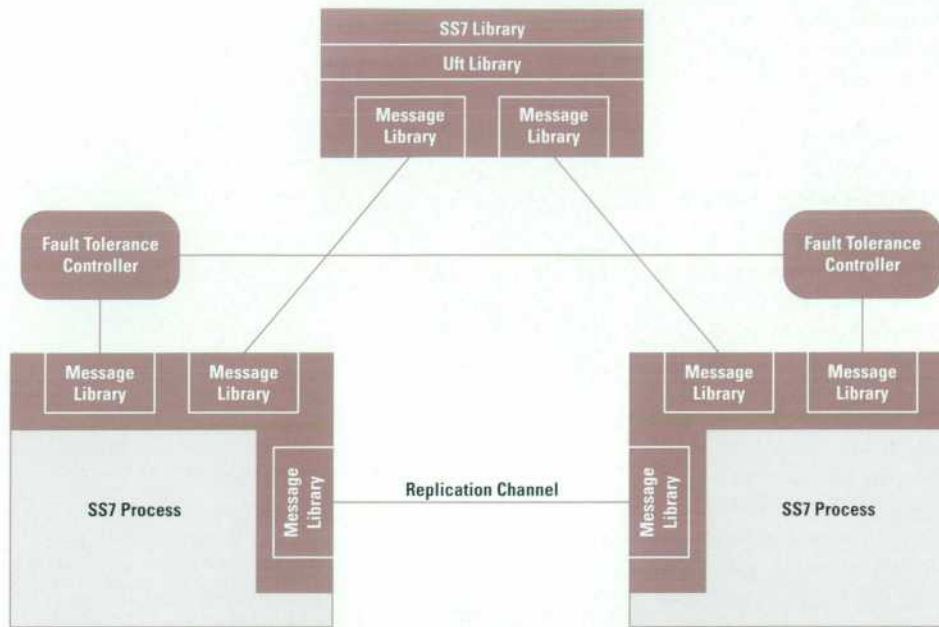 SS7 Library
Uft Library
Message
Library
Message
Library
Fault Tolerance
Controller
Fault Tolerance
Controller
Message
Library
Message
Library
Message
Library
Message
Library
SS7 Process
Message
Library
Replication Channel
Message
Library
SS7 Process